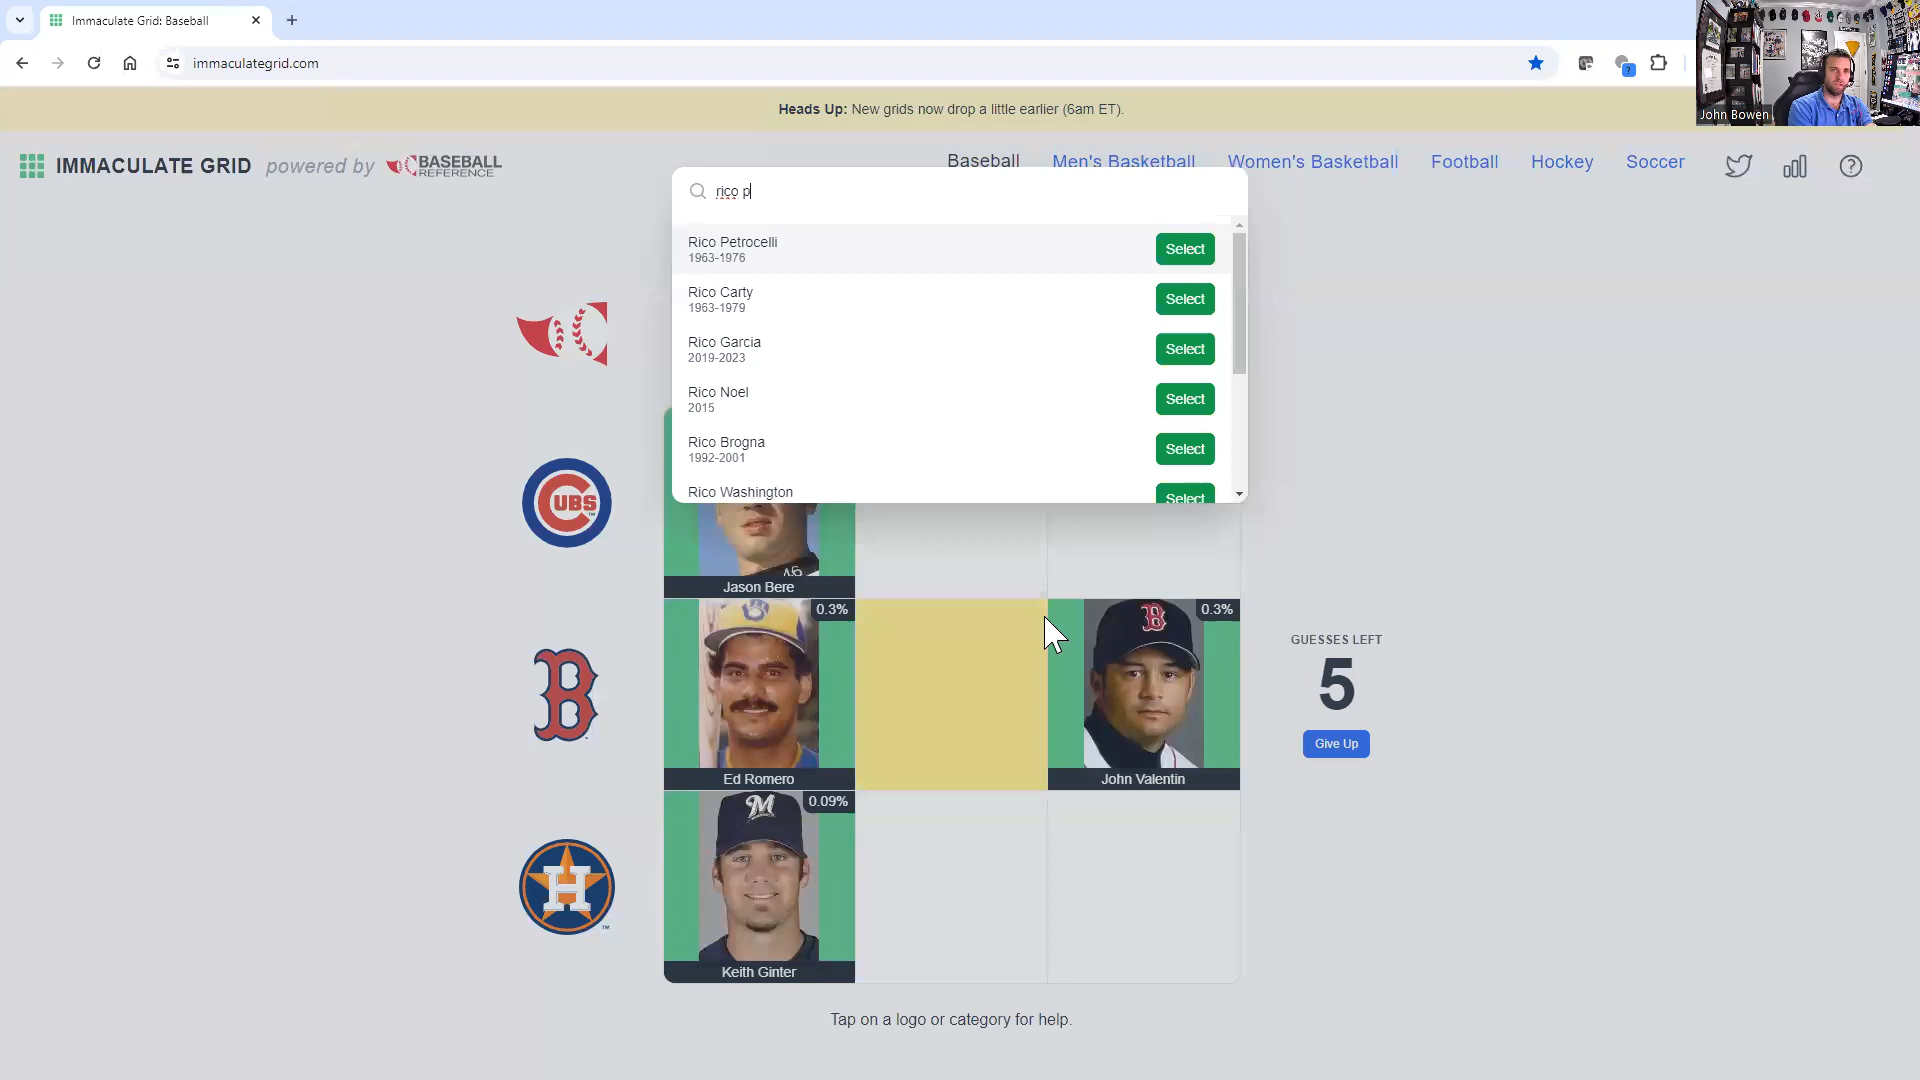 Immaculate Grid: Baseball
immaculategrid.com
John Bowen
Heads Up: New grids now drop a little earlier (6am ET).
IMMACULATE GRID powered by BASEBALL REFERENCE
Baseball Men's Basketball Women's Basketball Football Hockey Soccer
rico p
Rico Petrocelli
1963-1976
Select
Rico Carty
1963-1979
Select
Rico Garcia
2019-2023
Select
Rico Noel
2015
Select
Rico Brogna
1992-2001
Select
Rico Washington
Select
CUBS
Jason Bere
B
0.3%
Ed Romero
B
0.3%
John Valentin
GUESSES LEFT
5
Give Up
H
M
0.09%
Keith Ginter
Tap on a logo or category for help.